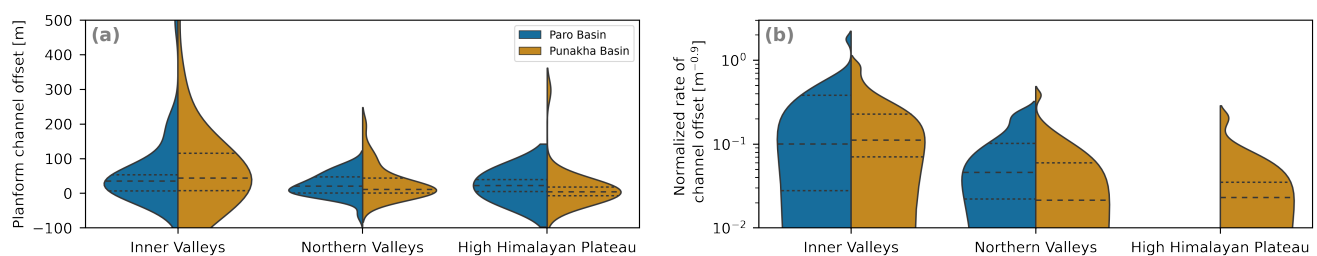 (a)
Planform channel offset [m]
500
400
300
200
100
0
−100
Paro Basin
Punakha Basin
Inner Valleys
Northern Valleys
High Himalayan Plateau
(b)
Normalized rate of
channel offset [m⁻⁰·⁹]
10⁰
10⁻¹
10⁻²
Inner Valleys
Northern Valleys
High Himalayan Plateau